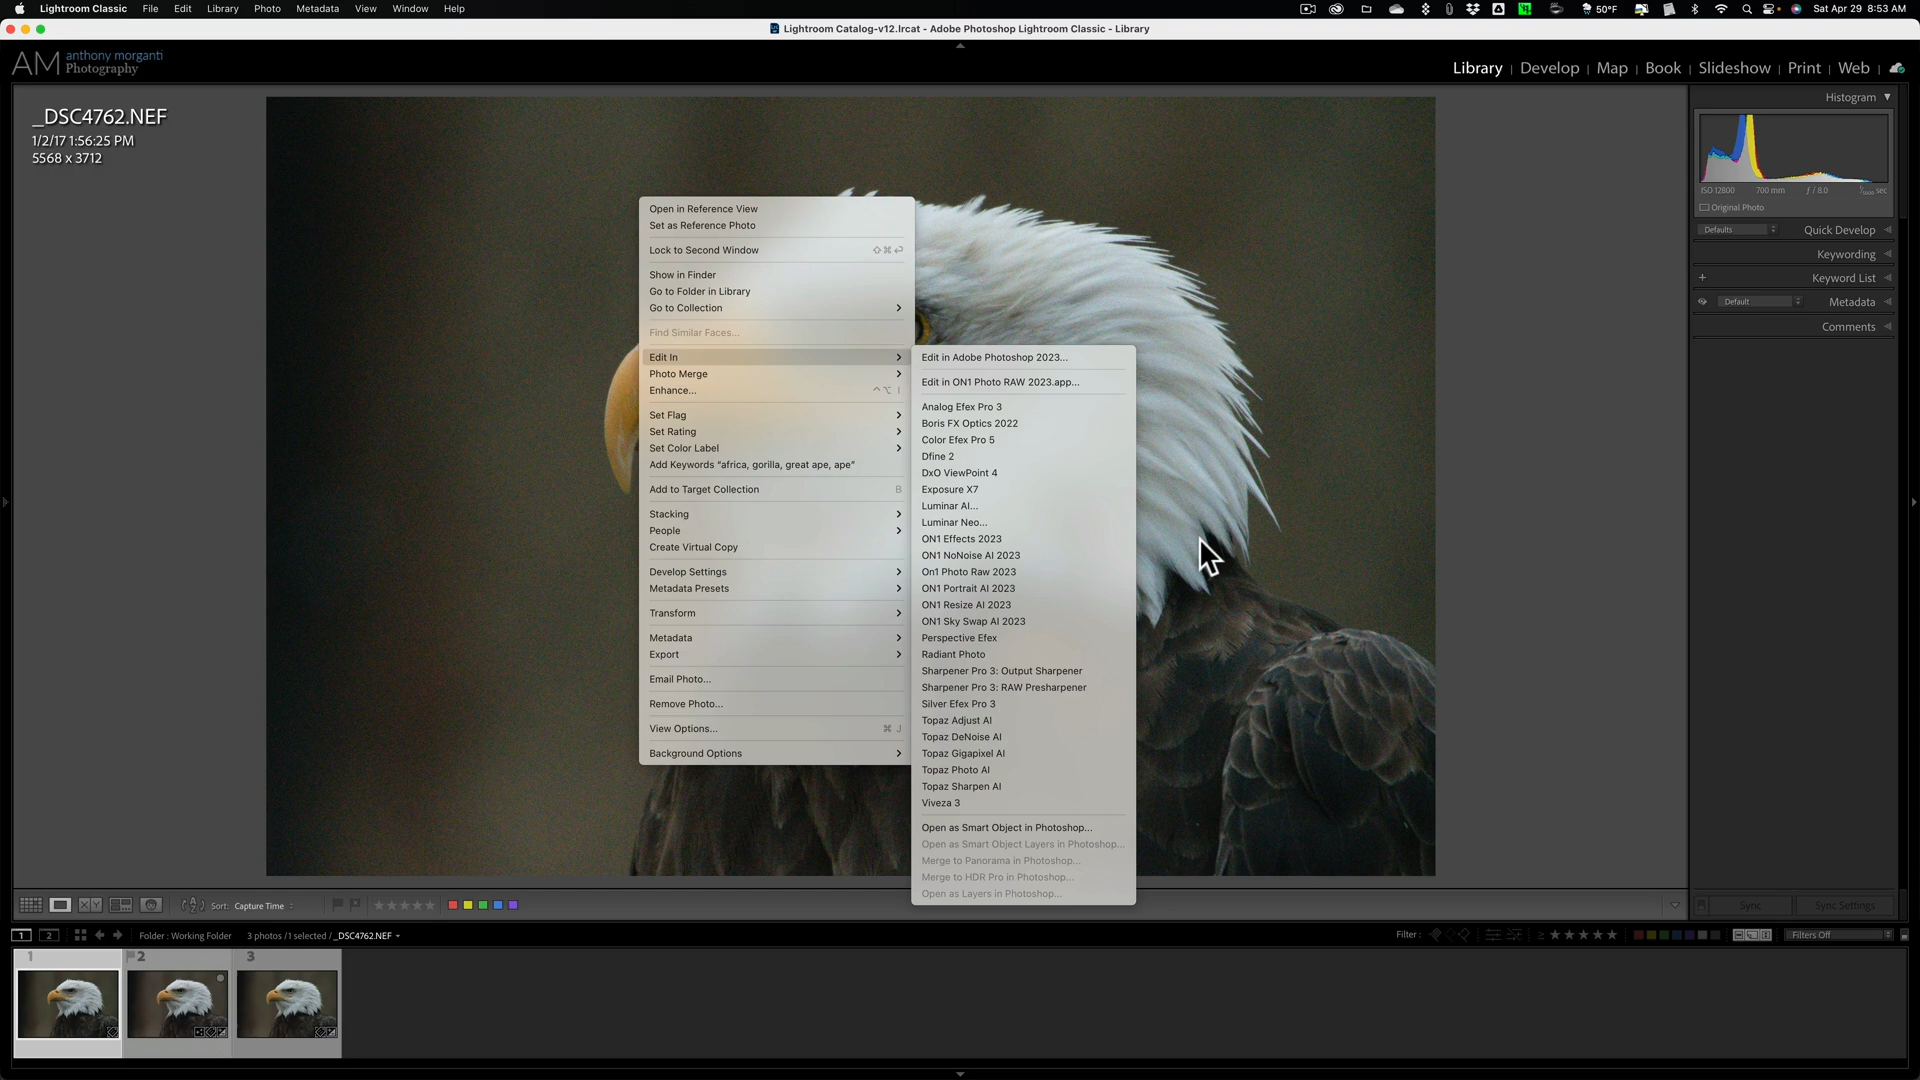 Lightroom Classic File Edit Library Photo Metadata View Window Help 50°F Sat Apr 29 8:53 AM
Lightroom Catalog-v12.lrcat - Adobe Photoshop Lightroom Classic - Library
AM anthony morganti
Photography
Library | Develop | Map | Book | Slideshow | Print | Web |
_DSC4762.NEF
1/2/17 1:56:25 PM
5568 x 3712
Histogram
ISO 12800 700 mm ƒ / 8.0 sec
Original Photo
Defaults Quick Develop
Keywording
+ Keyword List
Default Metadata
Comments
Open in Reference View
Set as Reference Photo
Lock to Second Window ⇧⌘⏎
Show in Finder
Go to Folder in Library
Go to Collection
Find Similar Faces...
Edit In
Photo Merge
Enhance... ^⌥ I
Set Flag
Set Rating
Set Color Label
Add Keywords “africa, gorilla, great ape, ape”
Add to Target Collection B
Stacking
People
Create Virtual Copy
Develop Settings
Metadata Presets
Transform
Metadata
Export
Email Photo...
Remove Photo...
View Options... ⌘ J
Background Options
Edit in Adobe Photoshop 2023...
Edit in ON1 Photo RAW 2023.app...
Analog Efex Pro 3
Boris FX Optics 2022
Color Efex Pro 5
Dfine 2
DxO ViewPoint 4
Exposure X7
Luminar AI...
Luminar Neo...
ON1 Effects 2023
ON1 NoNoise AI 2023
On1 Photo Raw 2023
ON1 Portrait AI 2023
ON1 Resize AI 2023
ON1 Sky Swap AI 2023
Perspective Efex
Radiant Photo
Sharpener Pro 3: Output Sharpener
Sharpener Pro 3: RAW Presharpener
Silver Efex Pro 3
Topaz Adjust AI
Topaz DeNoise AI
Topaz Gigapixel AI
Topaz Photo AI
Topaz Sharpen AI
Viveza 3
Open as Smart Object in Photoshop...
Open as Smart Object Layers in Photoshop...
Merge to Panorama in Photoshop...
Merge to HDR Pro in Photoshop...
Open as Layers in Photoshop...
X Y Sort: Capture Time Sync Sync Settings
1 2 Folder : Working Folder 3 photos / 1 selected / _DSC4762.NEF Filter : ≥ ★★★★★ Filters Off
1 2 3